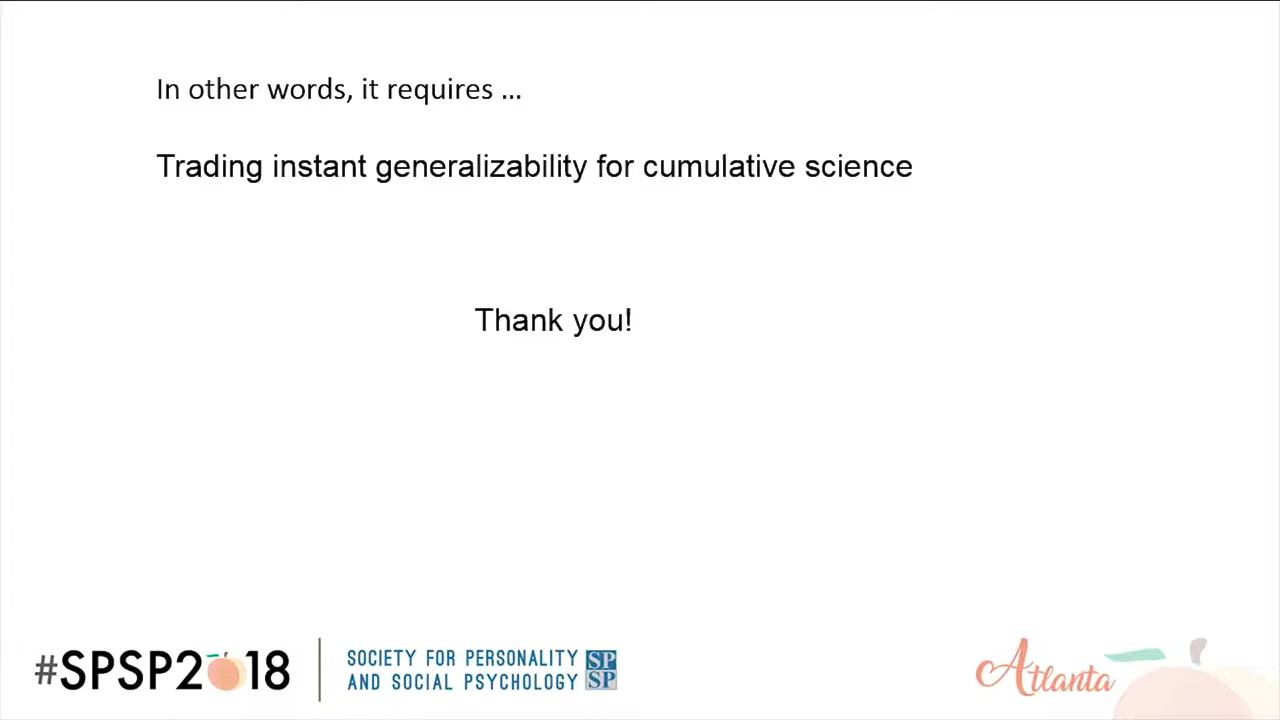 In other words, it requires …
Trading instant generalizability for cumulative science
Thank you!
#SPSP2018
SOCIETY FOR PERSONALITY
AND SOCIAL PSYCHOLOGY
SP
SP
Atlanta